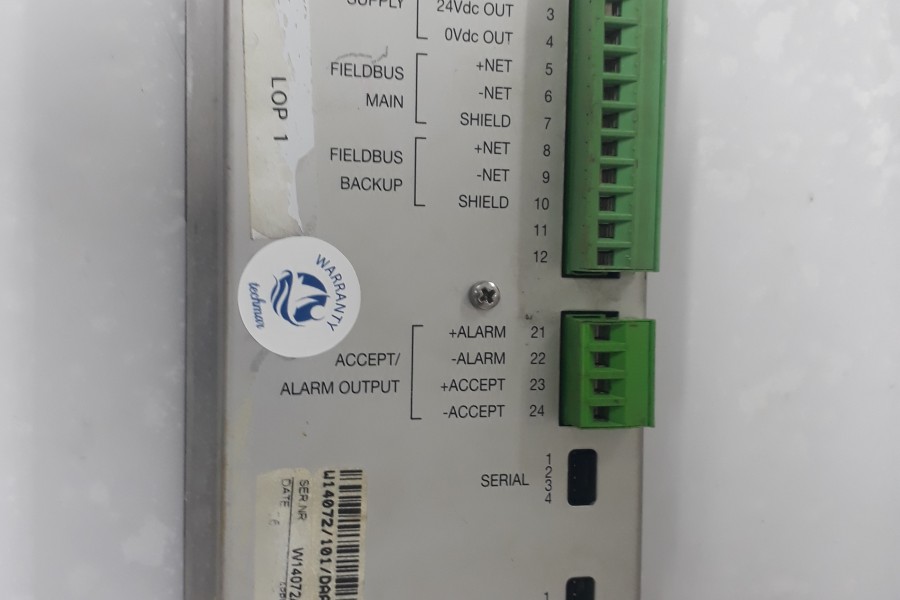 SUPPLY
24Vdc OUT 3
0Vdc OUT 4
FIELDBUS
MAIN
+NET 5
-NET 6
SHIELD 7
FIELDBUS
BACKUP
+NET 8
-NET 9
SHIELD 10
11
12
LOP 1
WARRANTY
techmar
ACCEPT/
ALARM OUTPUT
+ALARM 21
-ALARM 22
+ACCEPT 23
-ACCEPT 24
SERIAL
1
2
3
4
1
W14072/101/
SER.NR W14072
DATE